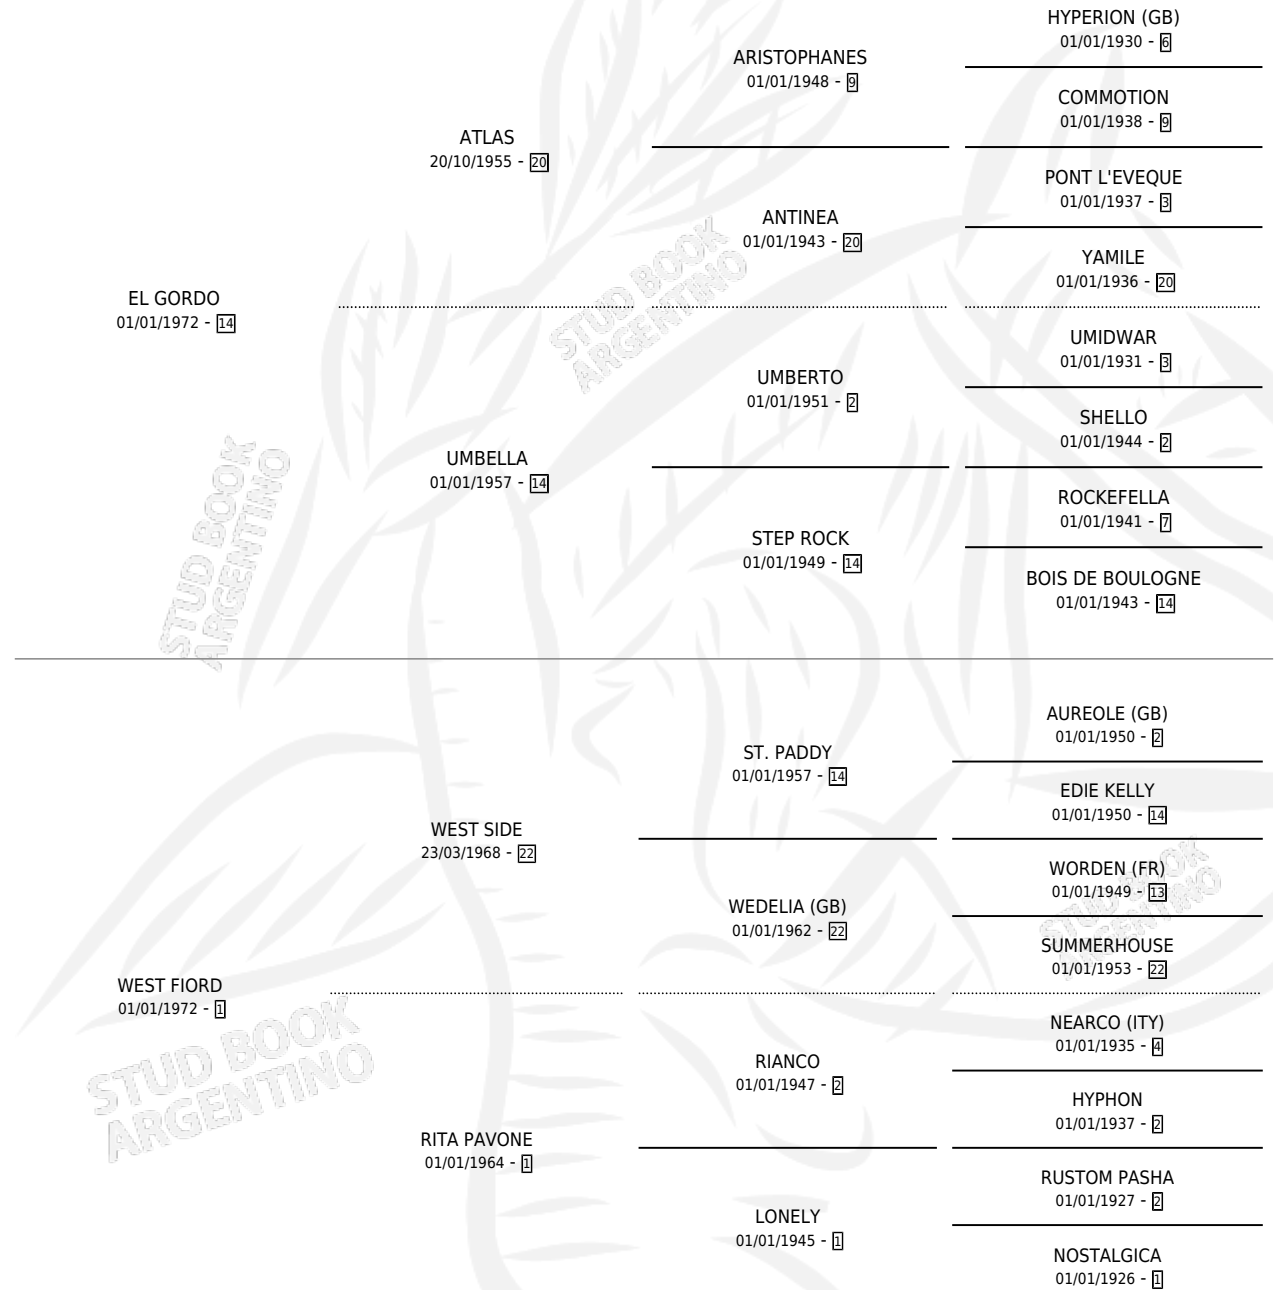 HYPERION (GB)
01/01/1930 - 6
ARISTOPHANES
01/01/1948 - 9
COMMOTION
01/01/1938 - 9
ATLAS
20/10/1955 - 20
PONT L'EVEQUE
01/01/1937 - 3
ANTINEA
01/01/1943 - 20
YAMILE
01/01/1936 - 20
EL GORDO
01/01/1972 - 14
UMIDWAR
01/01/1931 - 3
UMBERTO
01/01/1951 - 2
SHELLO
01/01/1944 - 2
UMBELLA
01/01/1957 - 14
ROCKEFELLA
01/01/1941 - 7
STEP ROCK
01/01/1949 - 14
BOIS DE BOULOGNE
01/01/1943 - 14
STUD BOOK
ARGENTINO
STUD BOOK
ARGENTINO
AUREOLE (GB)
01/01/1950 - 2
ST. PADDY
01/01/1957 - 14
EDIE KELLY
01/01/1950 - 14
WEST SIDE
23/03/1968 - 22
WORDEN (FR)
01/01/1949 - 13
WEDELIA (GB)
01/01/1962 - 22
SUMMERHOUSE
01/01/1953 - 22
WEST FIORD
01/01/1972 - 1
NEARCO (ITY)
01/01/1935 - 4
RIANCO
01/01/1947 - 2
HYPHON
01/01/1937 - 2
RITA PAVONE
01/01/1964 - 1
RUSTOM PASHA
01/01/1927 - 2
LONELY
01/01/1945 - 1
NOSTALGICA
01/01/1926 - 1
STUD BOOK
ARGENTINO
STUD BOOK
ARGENTINO